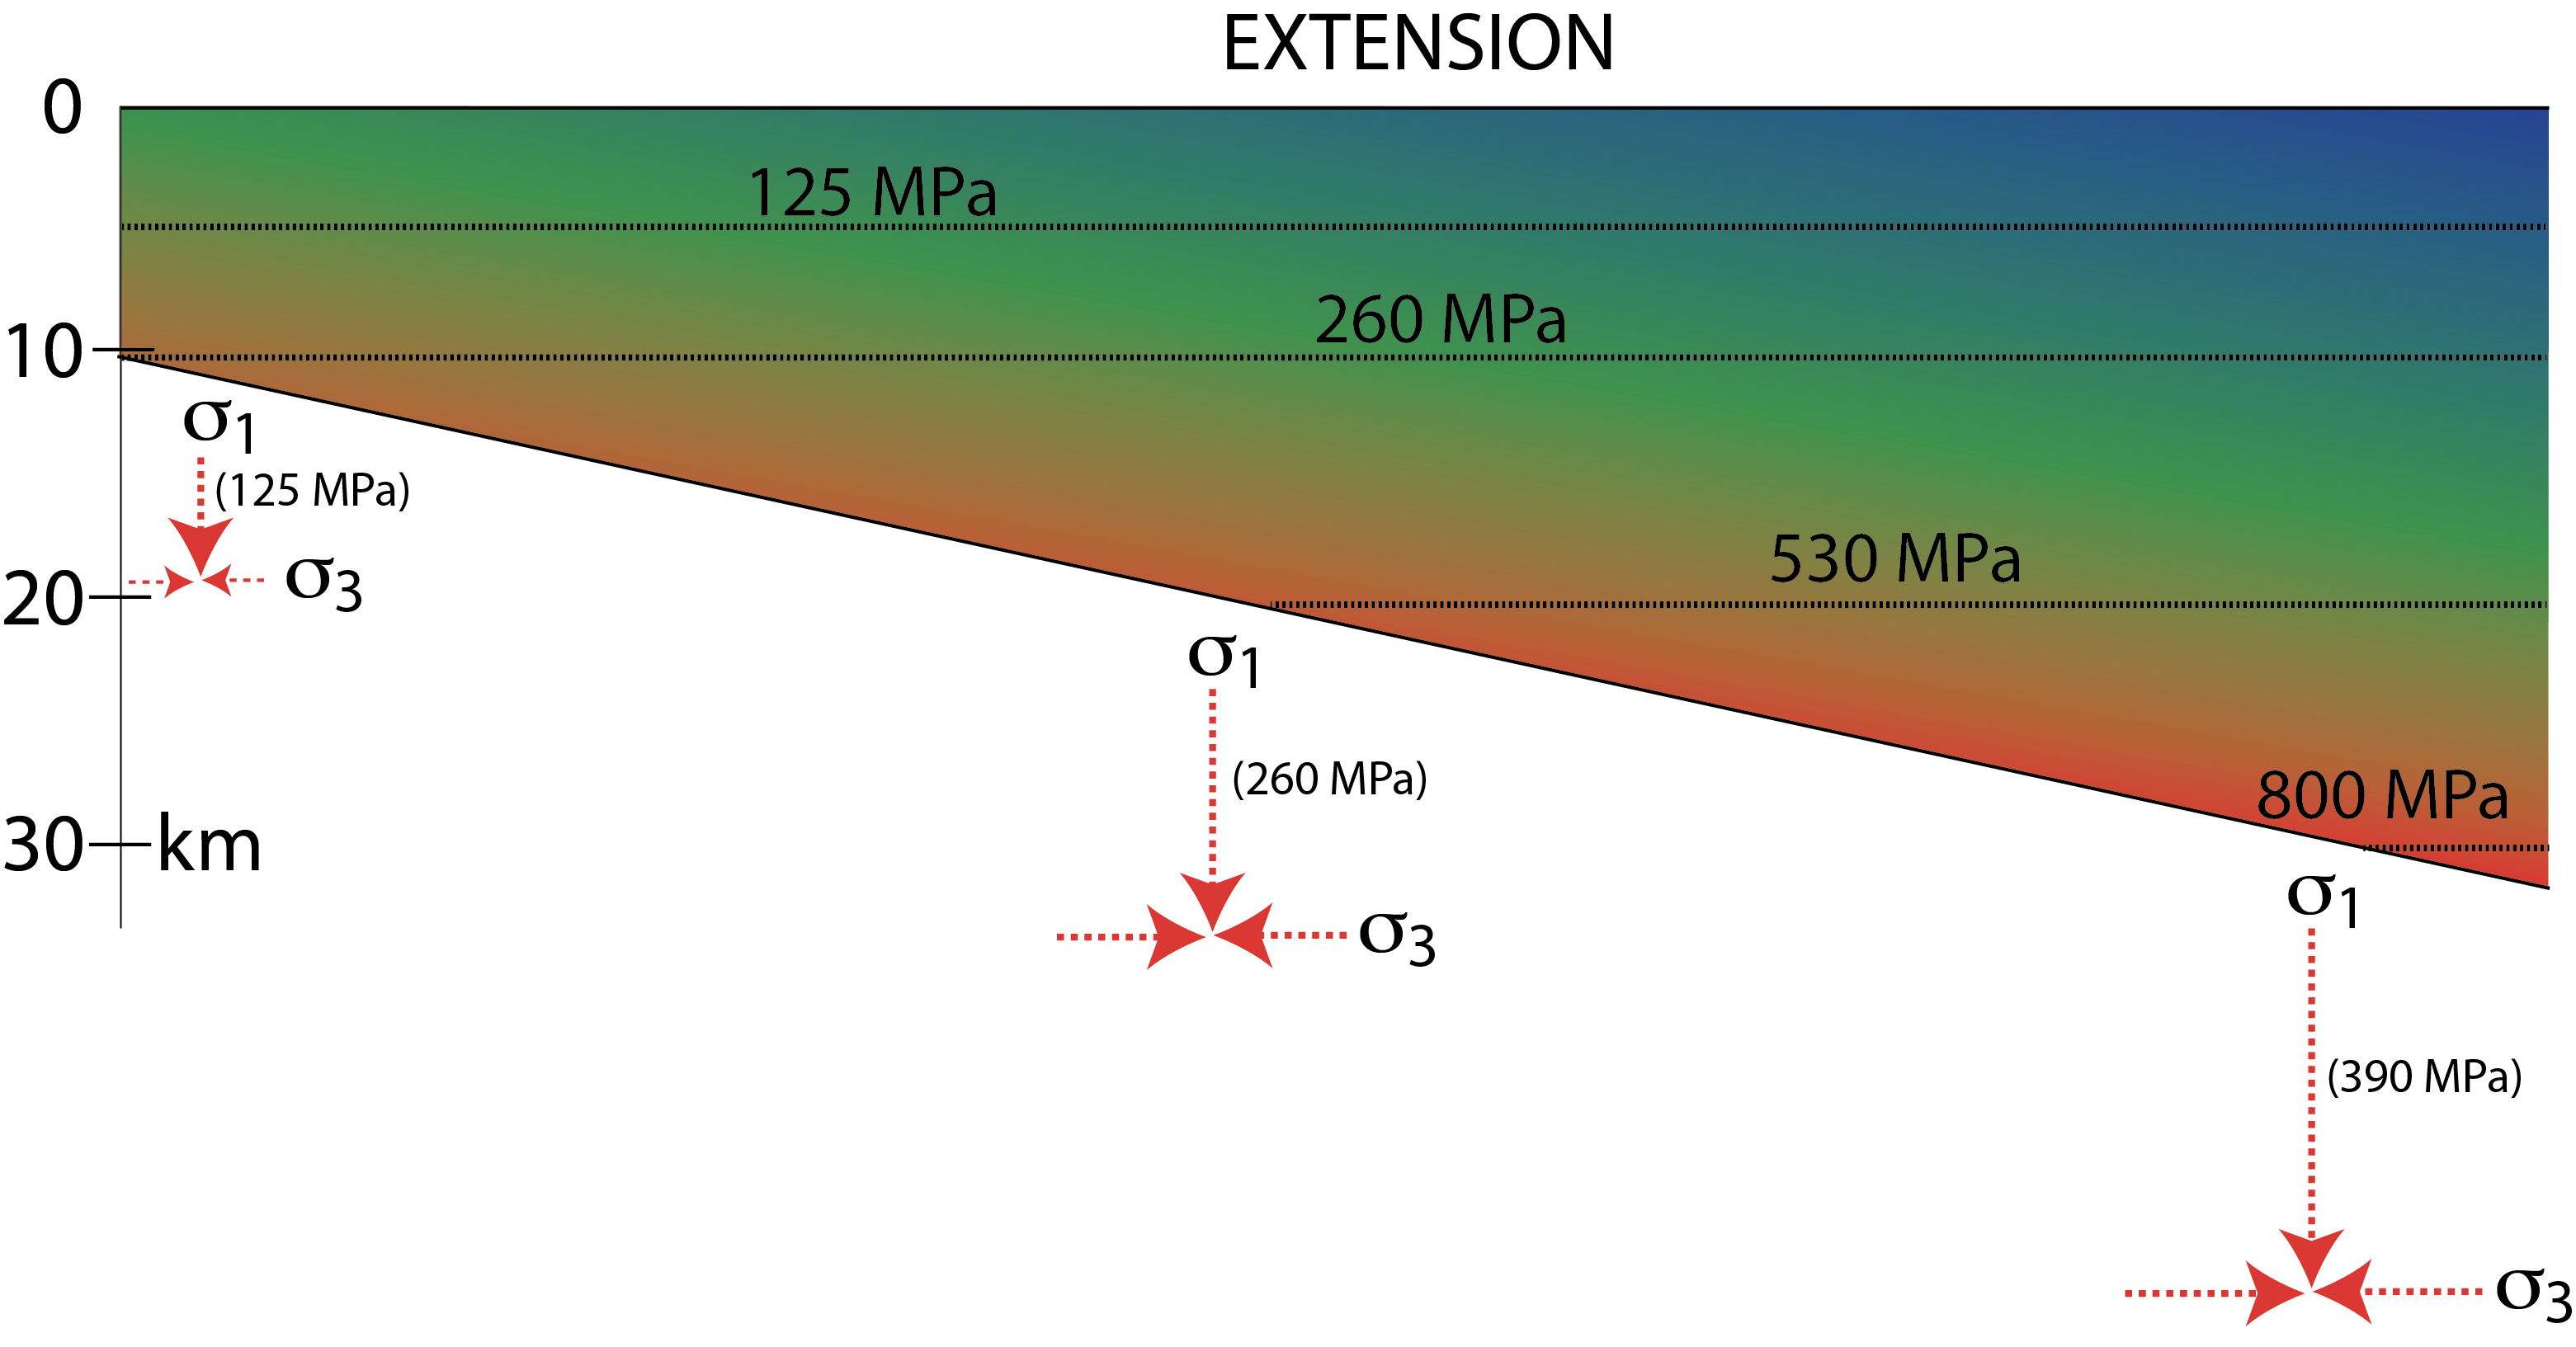 EXTENSION
0
125 MPa
260 MPa
10
σ1
(125 MPa)
σ3
20
530 MPa
σ1
(260 MPa)
σ3
800 MPa
30 km
σ1
(390 MPa)
σ3